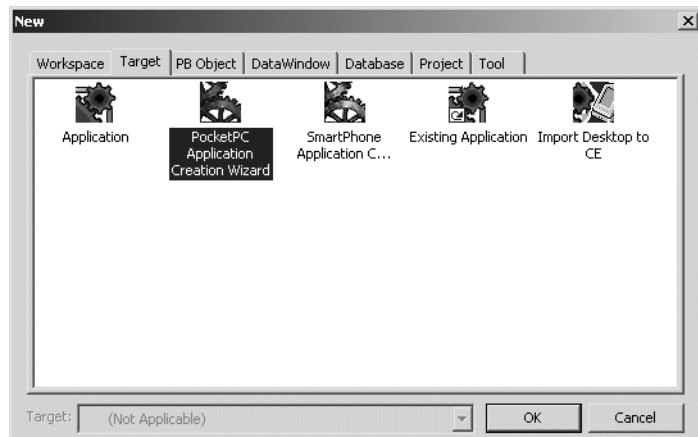 New
Workspace Target PB Object DataWindow Database Project Tool
Application PocketPC Application Creation Wizard SmartPhone Application C... Existing Application Import Desktop to CE
Target: (Not Applicable) OK Cancel